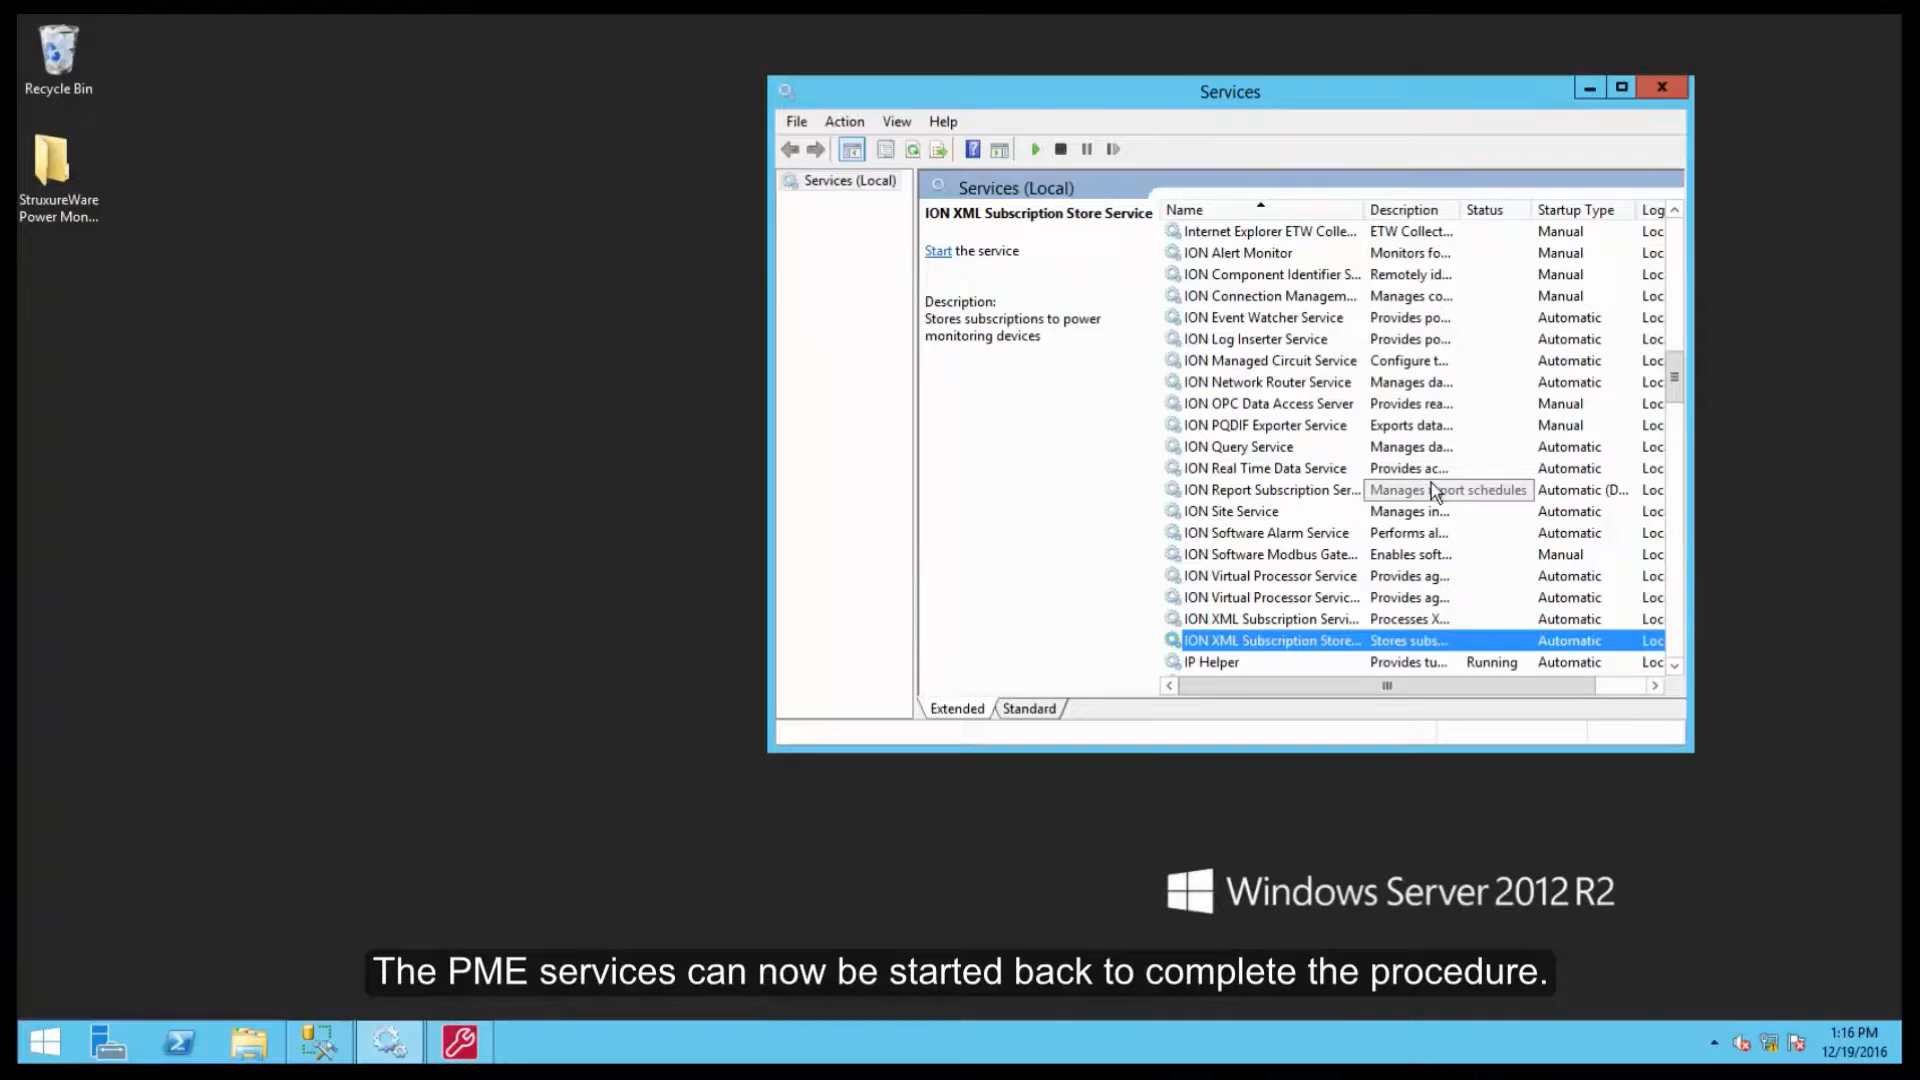 Recycle Bin
StruxureWare
Power Mon...
Services
File Action View Help
Services (Local)
Services (Local)
ION XML Subscription Store Service
Start the service
Description:
Stores subscriptions to power
monitoring devices
Name Description Status Startup Type Log
Internet Explorer ETW Colle... ETW Collect... Manual Loc
ION Alert Monitor Monitors fo... Manual Loc
ION Component Identifier S... Remotely id... Manual Loc
ION Connection Managem... Manages co... Manual Loc
ION Event Watcher Service Provides po... Automatic Loc
ION Log Inserter Service Provides po... Automatic Loc
ION Managed Circuit Service Configure t... Automatic Loc
ION Network Router Service Manages da... Automatic Loc
ION OPC Data Access Server Provides rea... Manual Loc
ION PQDIF Exporter Service Exports data... Manual Loc
ION Query Service Manages da... Automatic Loc
ION Real Time Data Service Provides ac... Automatic Loc
ION Report Subscription Ser... Manages report schedules Automatic (D... Loc
ION Site Service Manages in... Automatic Loc
ION Software Alarm Service Performs al... Automatic Loc
ION Software Modbus Gate... Enables soft... Manual Loc
ION Virtual Processor Service Provides ag... Automatic Loc
ION Virtual Processor Servic... Provides ag... Automatic Loc
ION XML Subscription Servi... Processes X... Automatic Loc
ION XML Subscription Store... Stores subs... Automatic Loc
IP Helper Provides tu... Running Automatic Loc
Extended Standard
Windows Server 2012 R2
The PME services can now be started back to complete the procedure.
1:16 PM
12/19/2016